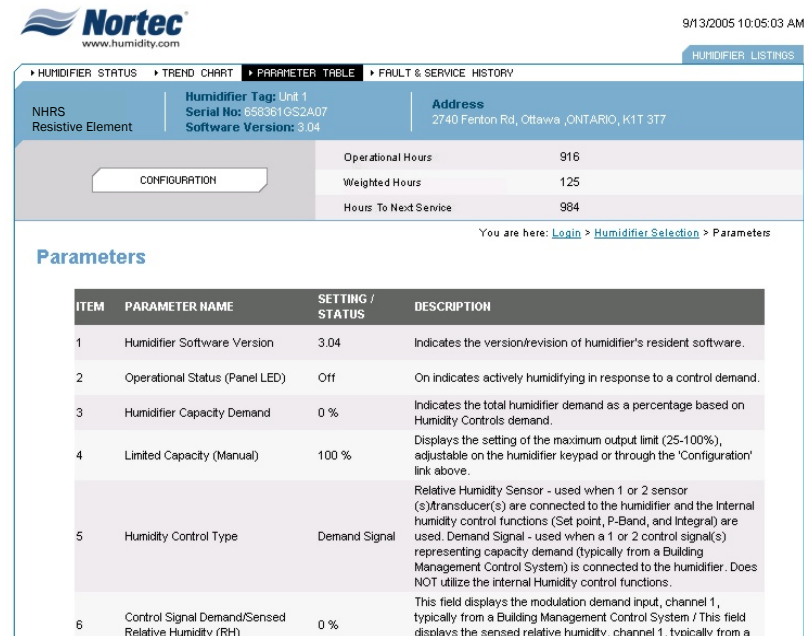 Nortec
www.humidity.com
9/13/2005 10:05:03 AM
HUMIDIFIER LISTINGS
HUMIDIFIER STATUS TREND CHART PARAMETER TABLE FAULT & SERVICE HISTORY
NHRS
Resistive Element
Humidifier Tag: Unit 1
Serial No: 658361GS2A07
Software Version: 3.04
Address
2740 Fenton Rd, Ottawa ,ONTARIO, K1T 3T7
CONFIGURATION
Operational Hours 916
Weighted Hours 125
Hours To Next Service 984
You are here: Login > Humidifier Selection > Parameters
Parameters
ITEM PARAMETER NAME SETTING / STATUS DESCRIPTION
1 Humidifier Software Version 3.04 Indicates the version/revision of humidifier's resident software.
2 Operational Status (Panel LED) Off On indicates actively humidifying in response to a control demand.
3 Humidifier Capacity Demand 0 % Indicates the total humidifier demand as a percentage based on
Humidity Controls demand.
4 Limited Capacity (Manual) 100 % Displays the setting of the maximum output limit (25-100%),
adjustable on the humidifier keypad or through the 'Configuration'
link above.
5 Humidity Control Type Demand Signal Relative Humidity Sensor - used when 1 or 2 sensor
(s)/transducer(s) are connected to the humidifier and the Internal
humidity control functions (Set point, P-Band, and Integral) are
used. Demand Signal - used when a 1 or 2 control signal(s)
representing capacity demand (typically from a Building
Management Control System) is connected to the humidifier. Does
NOT utilize the internal Humidity control functions.
6 Control Signal Demand/Sensed
Relative Humidity (RH) 0 % This field displays the modulation demand input, channel 1,
typically from a Building Management Control System / This field
displays the sensed relative humidity, channel 1, typically from a